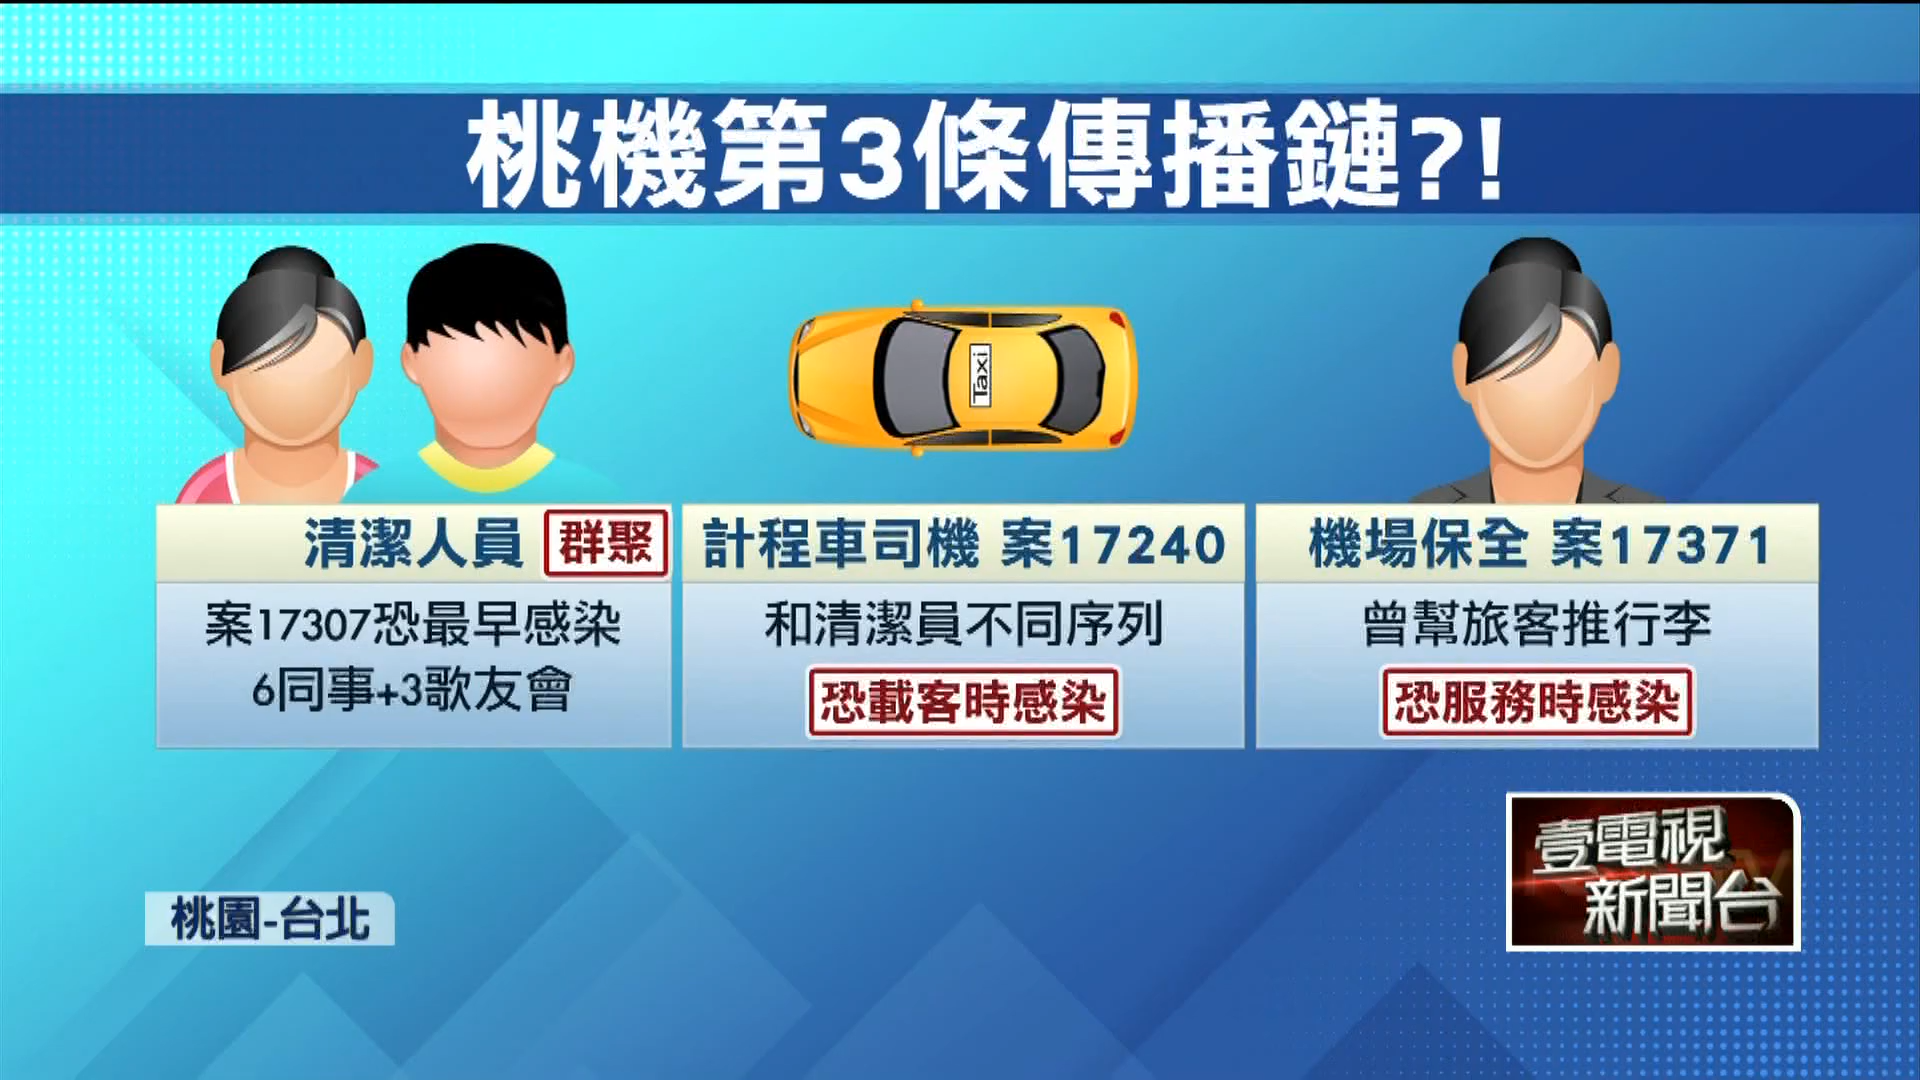 桃機第3條傳播鏈?!
Taxi
清潔人員 群聚
案17307恐最早感染
6同事+3歌友會
計程車司機 案17240
和清潔員不同序列
恐載客時感染
機場保全 案17371
曾幫旅客推行李
恐服務時感染
桃園-台北
壹電視
新聞台